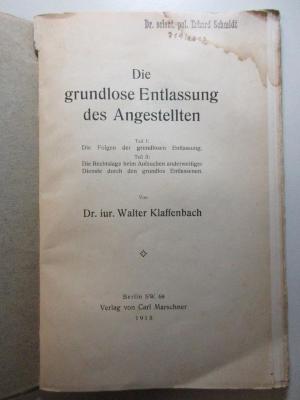 Dr. scient. pol. Erhard Schmidt
Die
grundlose Entlassung
des Angestellten
Teil I:
Die Folgen der grundlosen Entlassung.
Teil II:
Die Rechtslage beim Aufsuchen anderweitiger
Dienste durch den grundlos Entlassenen.
Von
Dr. iur. Walter Klaffenbach
Berlin SW. 68
Verlag von Carl Marschner
1913